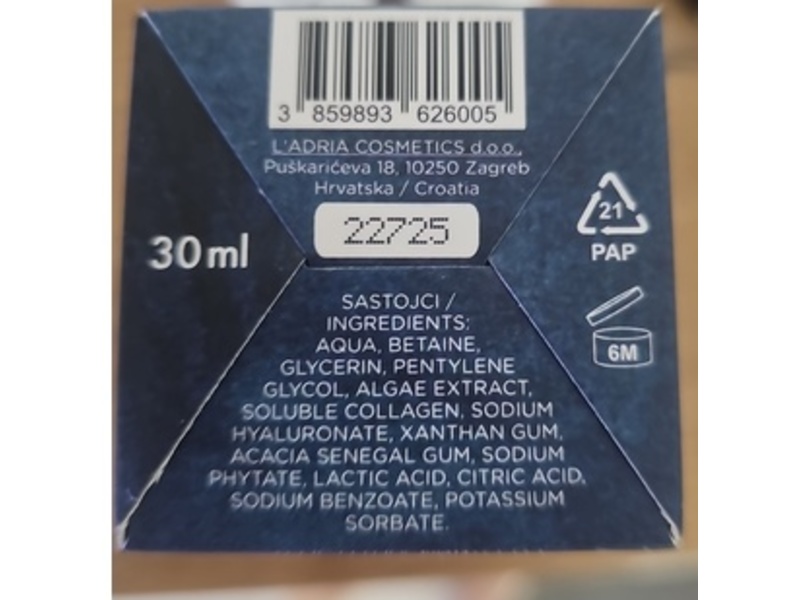 3 859893 626005
L'ADRIA COSMETICS d.o.o.,
Puškarićeva 18, 10250 Zagreb
Hrvatska / Croatia
22725
30 ml
21
PAP
6M
SASTOJCI /
INGREDIENTS:
AQUA, BETAINE,
GLYCERIN, PENTYLENE
GLYCOL, ALGAE EXTRACT,
SOLUBLE COLLAGEN, SODIUM
HYALURONATE, XANTHAN GUM,
ACACIA SENEGAL GUM, SODIUM
PHYTATE, LACTIC ACID, CITRIC ACID,
SODIUM BENZOATE, POTASSIUM
SORBATE.